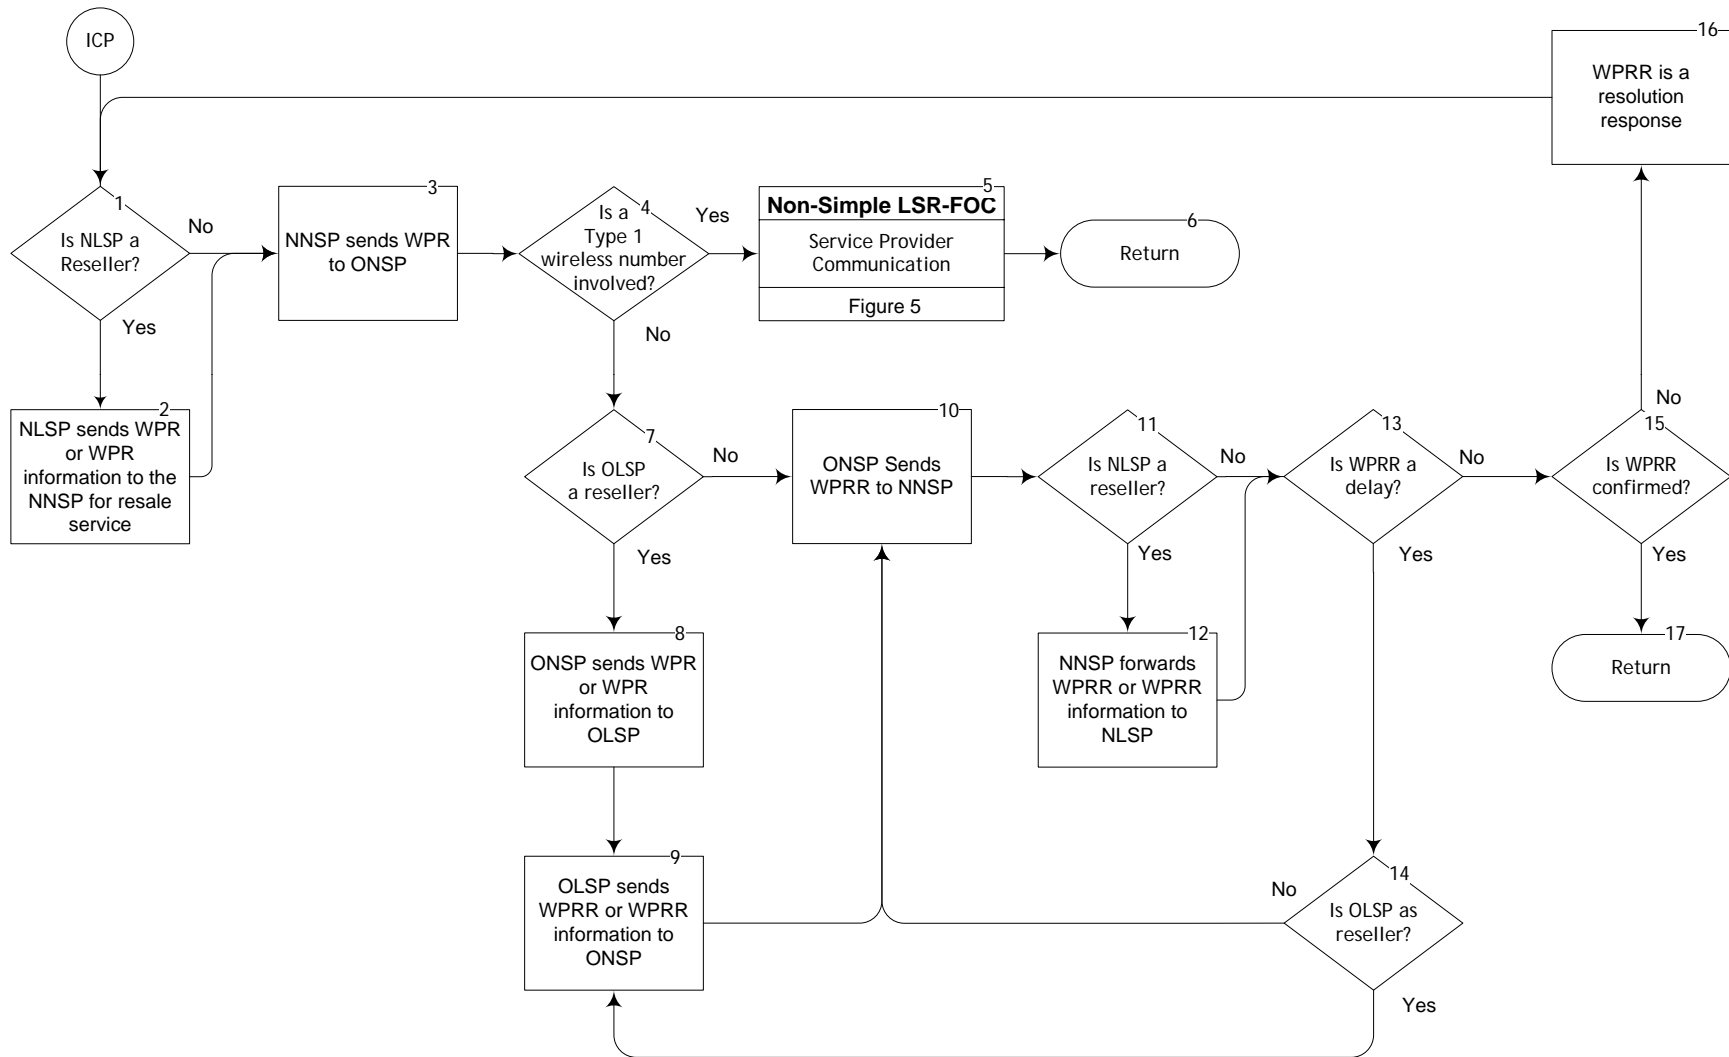 ICP
16
WPRR is a
resolution
response
1
Is NLSP a
Reseller?
No
Yes
3
NNSP sends WPR
to ONSP
4
Is a
Type 1
wireless number
involved?
Yes
No
5
Non-Simple LSR-FOC
Service Provider
Communication
Figure 5
6
Return
2
NLSP sends WPR
or WPR
information to the
NNSP for resale
service
7
Is OLSP
a reseller?
No
Yes
10
ONSP Sends
WPRR to NNSP
11
Is NLSP a
reseller?
No
Yes
13
Is WPRR a
delay?
No
Yes
No
15
Is WPRR
confirmed?
Yes
8
ONSP sends WPR
or WPR
information to
OLSP
12
NNSP forwards
WPRR or WPRR
information to
NLSP
17
Return
9
OLSP sends
WPRR or WPRR
information to
ONSP
14
No
Is OLSP as
reseller?
Yes